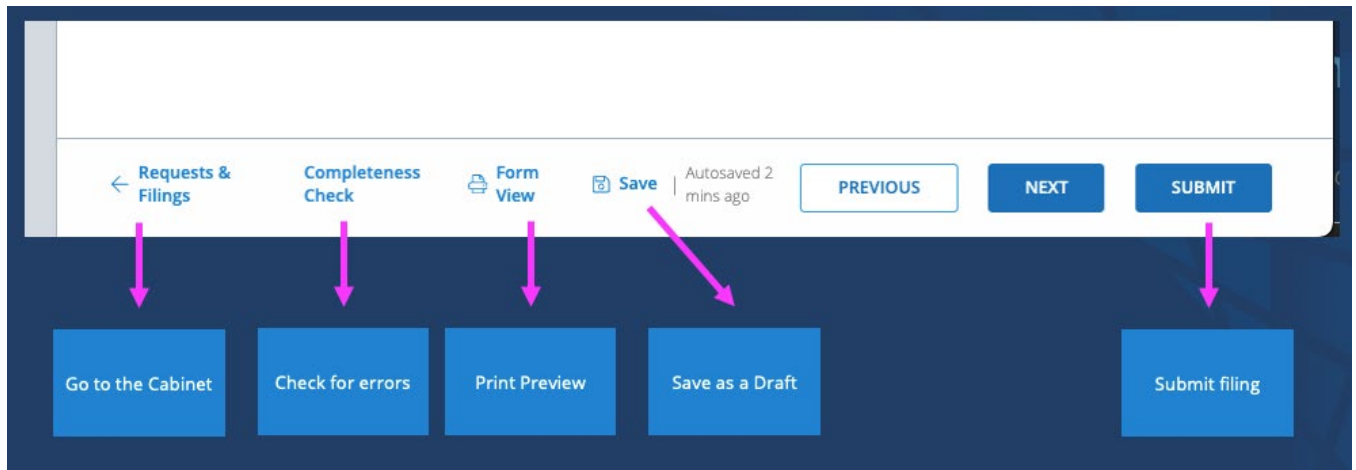 Requests &
Filings
Completeness
Check
Form
View
Save
Autosaved 2
mins ago
PREVIOUS
NEXT
SUBMIT
Go to the Cabinet
Check for errors
Print Preview
Save as a Draft
Submit filing